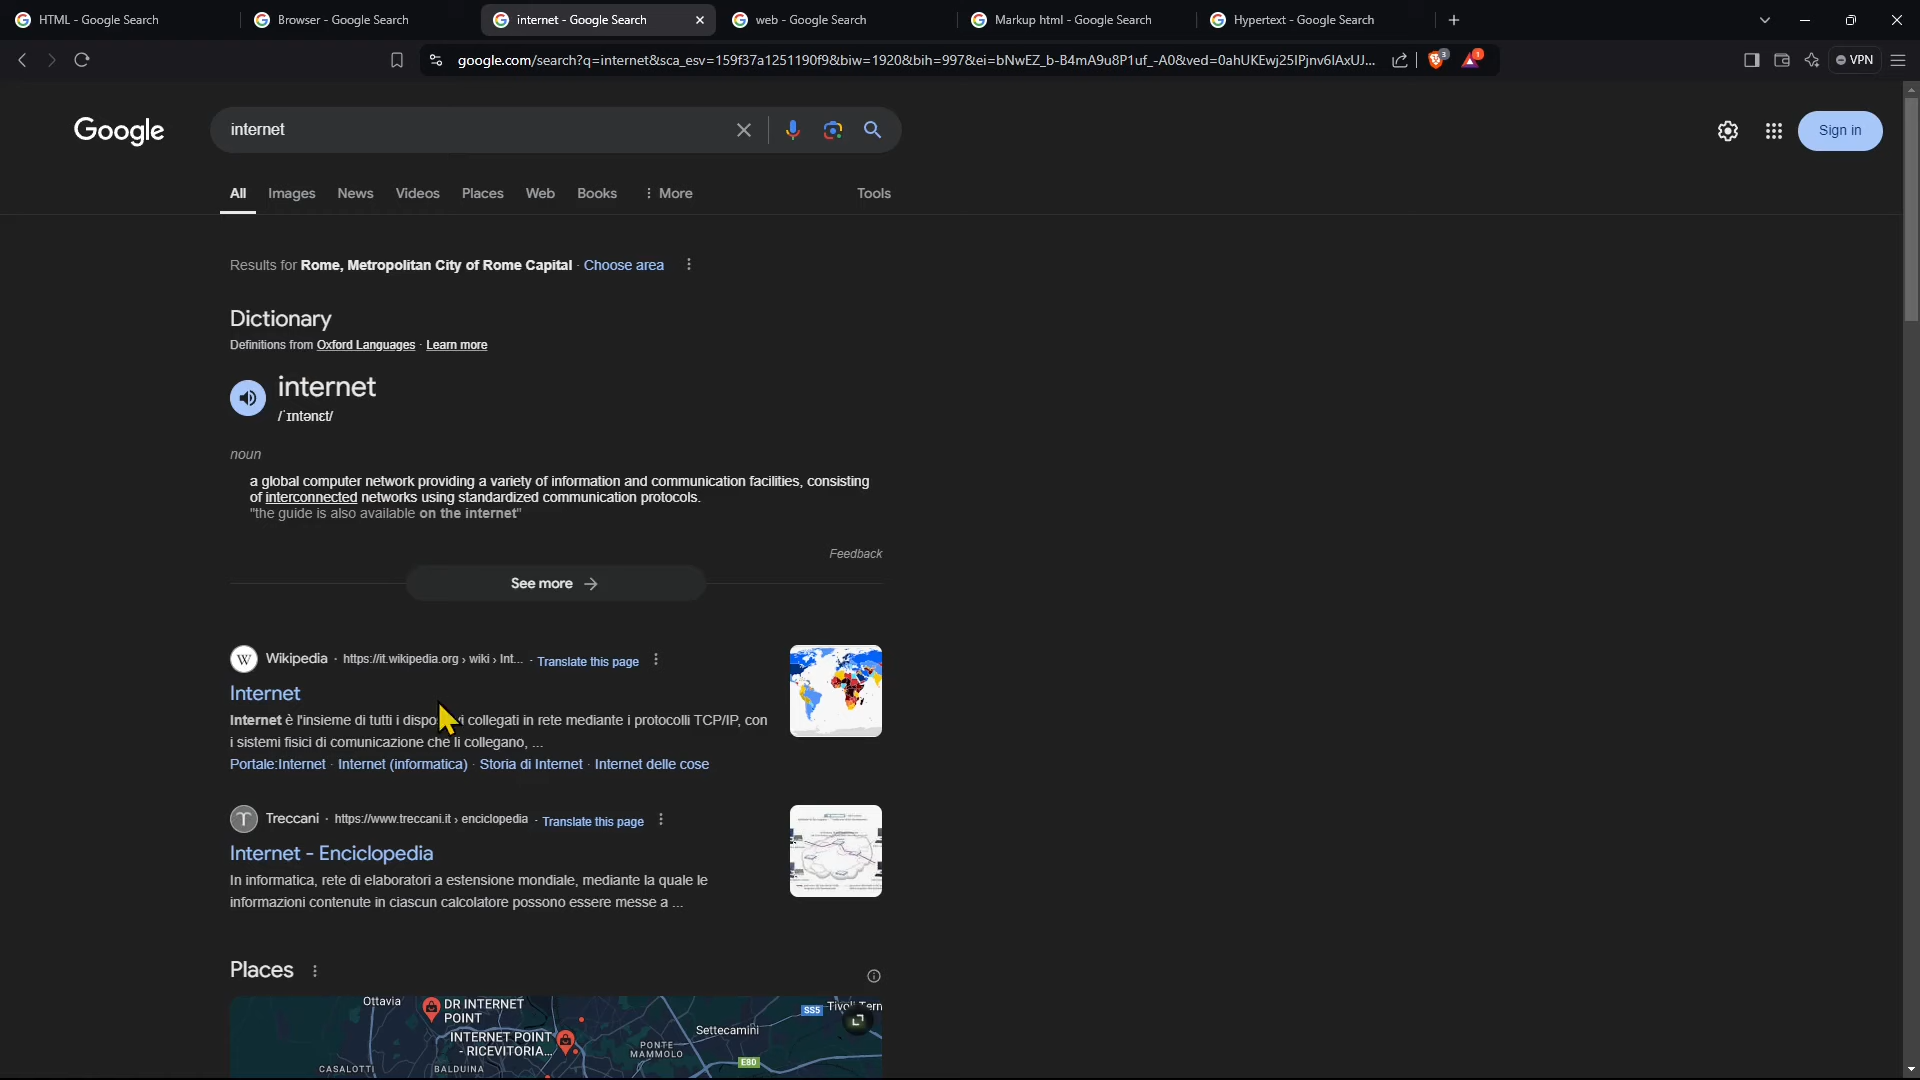 HTML - Google Search
Browser - Google Search
internet - Google Search
web - Google Search
Markup html - Google Search
Hypertext - Google Search
google.com/search?q=internet&sca_esv=159f37a1251190f9&biw=1920&bih=997&ei=bNwEZ_b-B4mA9u8P1uf_-A0&ved=0ahUKEwj25IPjnv6IAxUJ...
3
1
VPN
Google
internet
Sign in
All Images News Videos Places Web Books More Tools
Results for Rome, Metropolitan City of Rome Capital · Choose area
Dictionary
Definitions from Oxford Languages · Learn more
internet
/ˈɪntənɛt/
noun
a global computer network providing a variety of information and communication facilities, consisting
of interconnected networks using standardized communication protocols.
"the guide is also available on the internet"
Feedback
See more →
W Wikipedia · https://it.wikipedia.org › wiki › Int... · Translate this page
Internet
Internet è l'insieme di tutti i collegati in rete mediante i protocolli TCP/IP, con
i sistemi fisici di comunicazione che li collegano, ...
Portale:Internet · Internet (informatica) · Storia di Internet · Internet delle cose
T Treccani · https://www.treccani.it › enciclopedia · Translate this page
Internet - Enciclopedia
In informatica, rete di elaboratori a estensione mondiale, mediante la quale le
informazioni contenute in ciascun calcolatore possono essere messe a ...
Places
Ottavia
DR INTERNET
POINT
INTERNET POINT
- RICEVITORIA...
CASALOTTI
BALDUINA
PONTE
MAMMOLO
Settecamini
SS5
E80